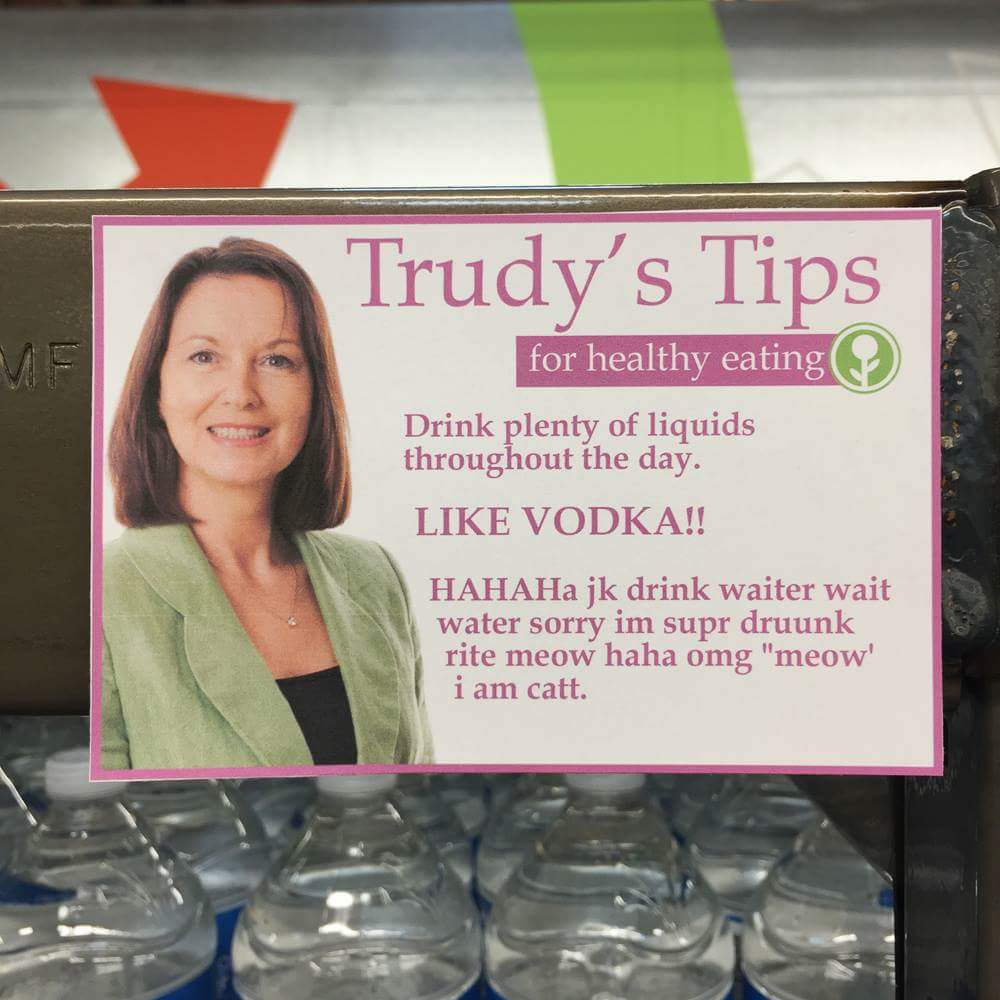 Trudy's Tips
for healthy eating
Drink plenty of liquids
throughout the day.
LIKE VODKA!!
HAHAHa jk drink waiter wait
water sorry im supr druunk
rite meow haha omg "meow'
i am catt.
MF